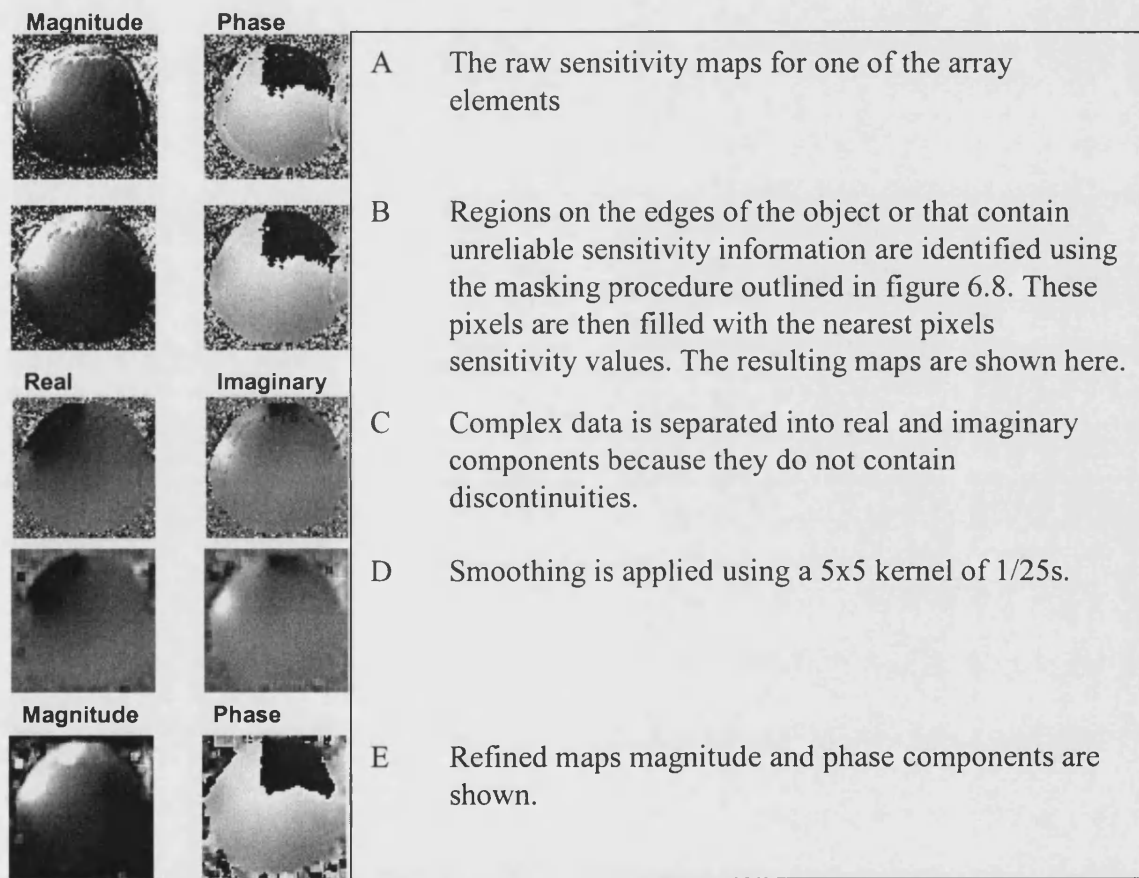 Magnitude Phase
A The raw sensitivity maps for one of the array
elements
B Regions on the edges of the object or that contain
unreliable sensitivity information are identified using
the masking procedure outlined in figure 6.8. These
pixels are then filled with the nearest pixels
sensitivity values. The resulting maps are shown here.
Real Imaginary
C Complex data is separated into real and imaginary
components because they do not contain
discontinuities.
D Smoothing is applied using a 5x5 kernel of 1/25s.
Magnitude Phase
E Refined maps magnitude and phase components are
shown.